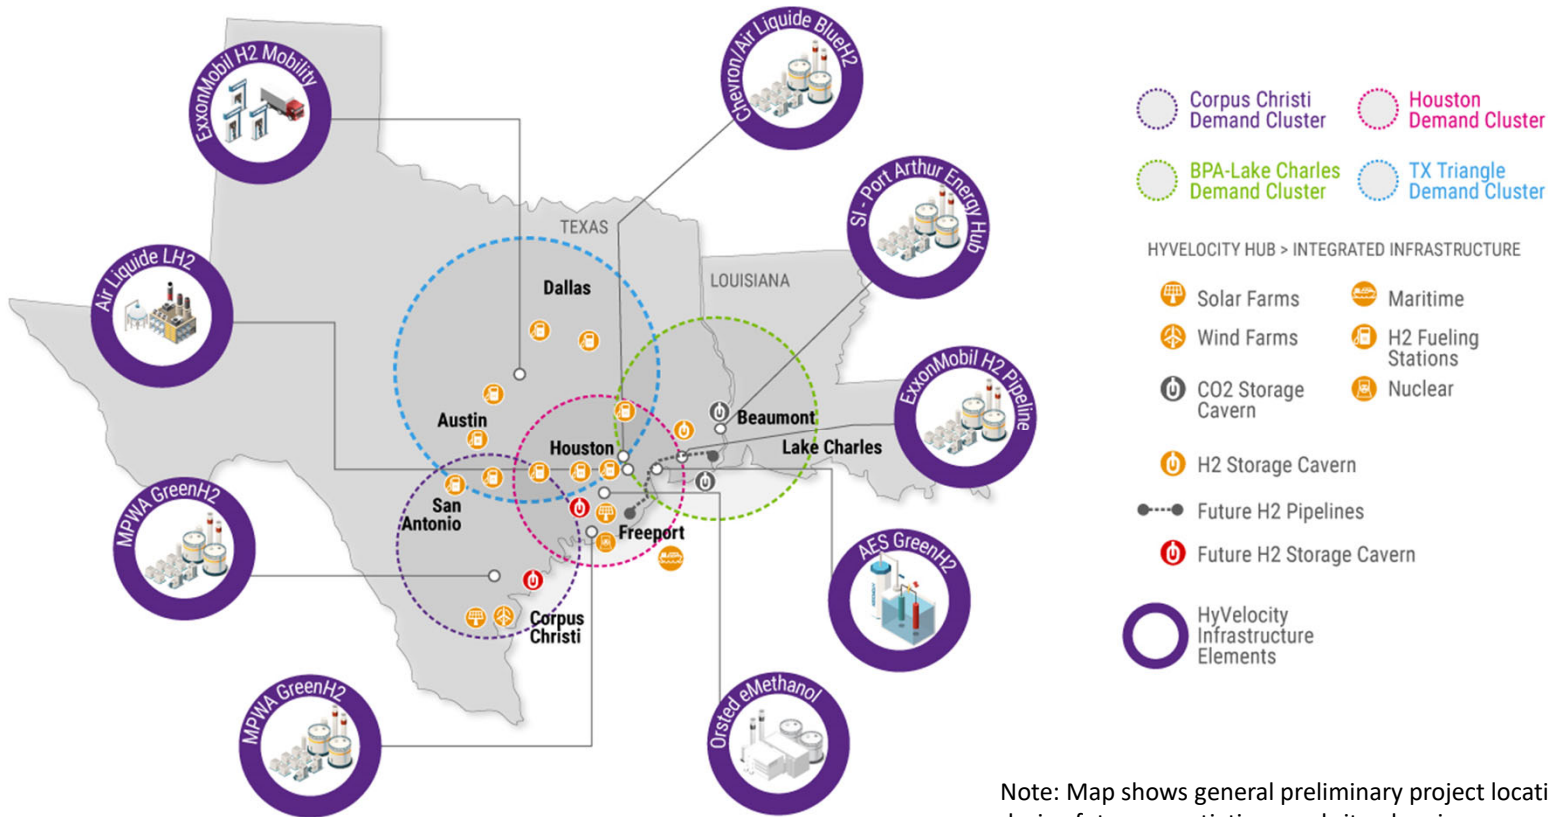 ExxonMobil H2 Mobility
Chevron/Air Liquide BlueH2
SI - Port Arthur Energy Hub
Air Liquide LH2
ExxonMobil H2 Pipeline
MPWA GreenH2
AES GreenH2
MPWA GreenH2
Orsted eMethanol
TEXAS
LOUISIANA
Dallas
Austin
Houston
Beaumont
Lake Charles
San
Antonio
Freeport
Corpus
Christi
Corpus Christi
Demand Cluster
Houston
Demand Cluster
BPA-Lake Charles
Demand Cluster
TX Triangle
Demand Cluster
HYVELOCITY HUB > INTEGRATED INFRASTRUCTURE
Solar Farms
Maritime
Wind Farms
H2 Fueling
Stations
CO2 Storage
Cavern
Nuclear
H2 Storage Cavern
Future H2 Pipelines
Future H2 Storage Cavern
HyVelocity
Infrastructure
Elements
Note: Map shows general preliminary project locati